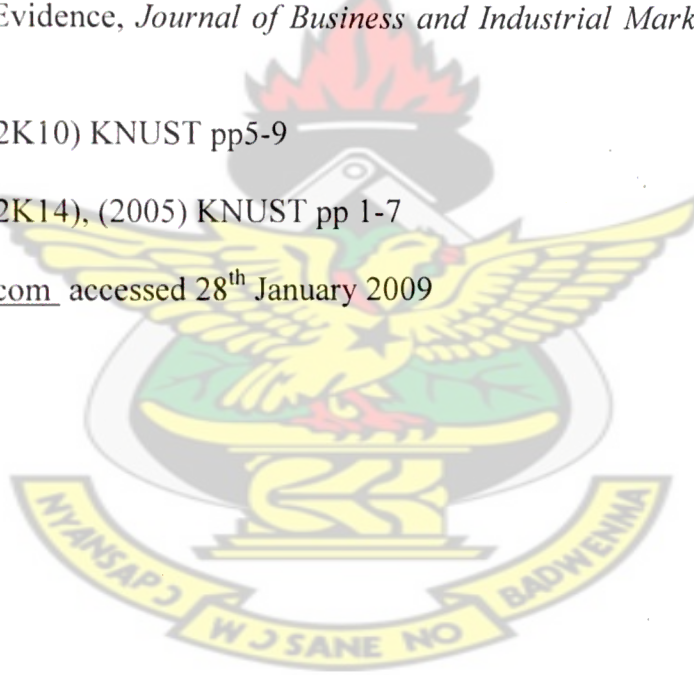 Evidence, Journal of Business and Industrial Mark
2K10) KNUST pp5-9
2K14), (2005) KNUST pp 1-7
com accessed 28th January 2009
NYANSAPƆ WƆSANE NO BADWENMA